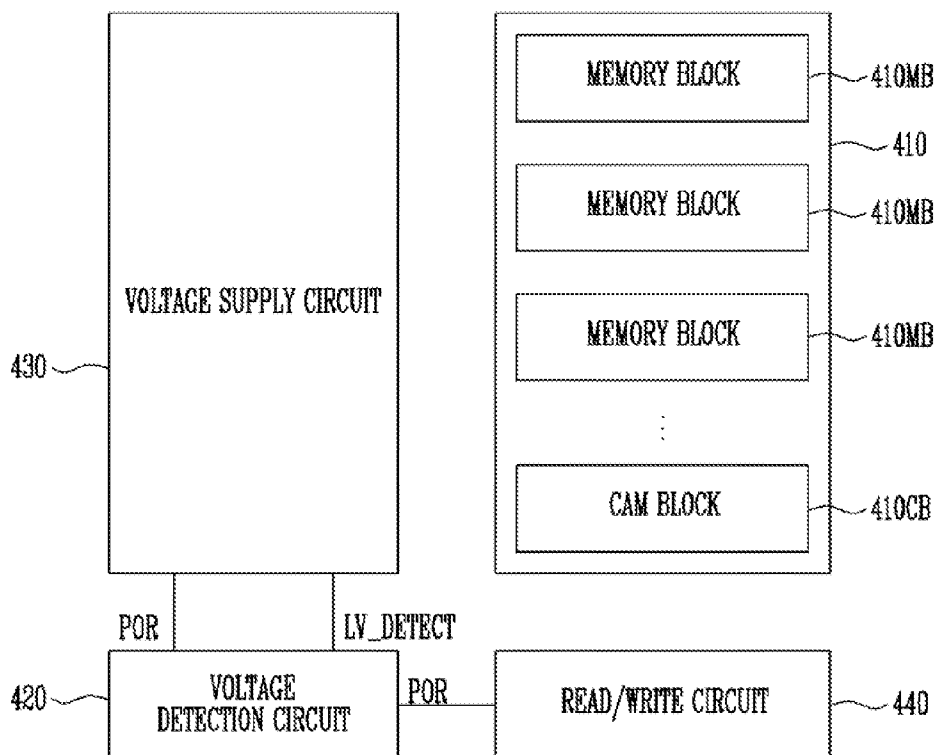 MEMORY BLOCK
410MB
410
MEMORY BLOCK
410MB
VOLTAGE SUPPLY CIRCUIT
MEMORY BLOCK
410MB
430
⋮
CAM BLOCK
410CB
POR
LV_DETECT
420
VOLTAGE
DETECTION CIRCUIT
POR
READ/WRITE CIRCUIT
440